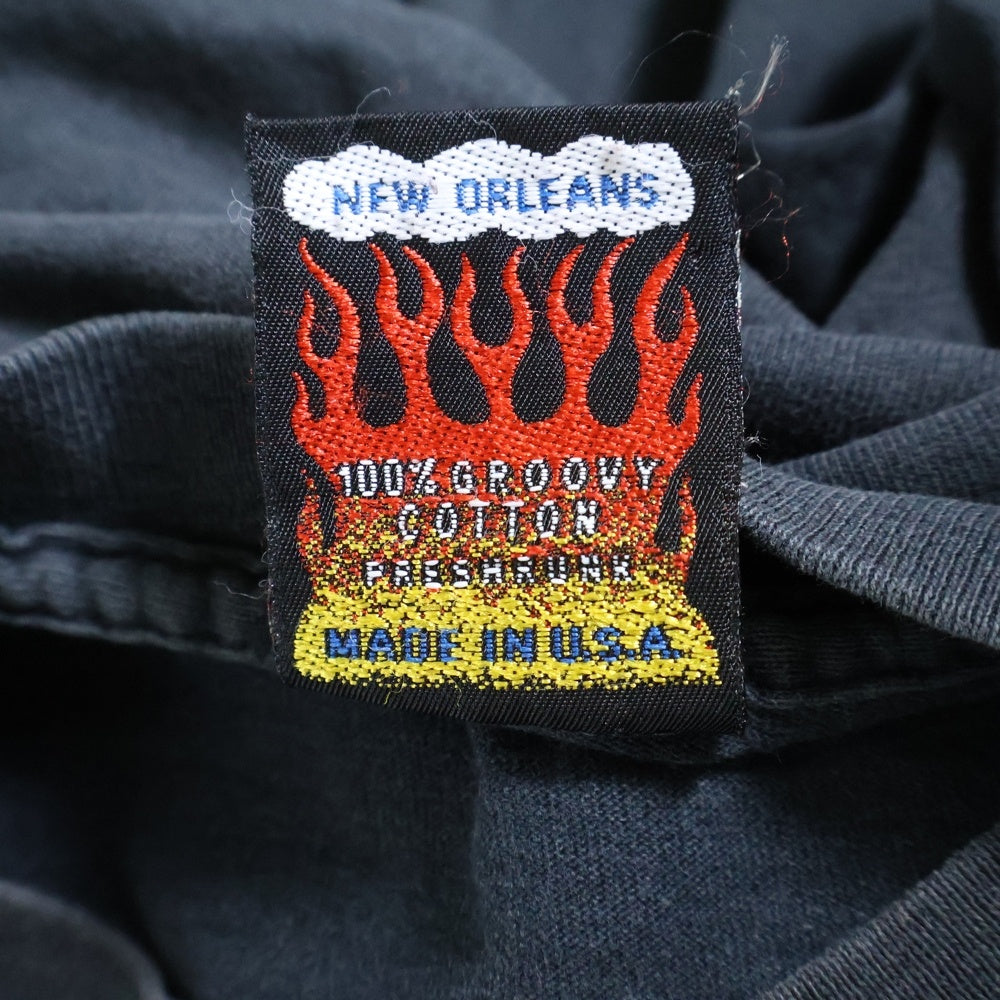 NEW ORLEANS
100% GROOVY
COTTON
PRESHRUNK
MADE IN U.S.A.